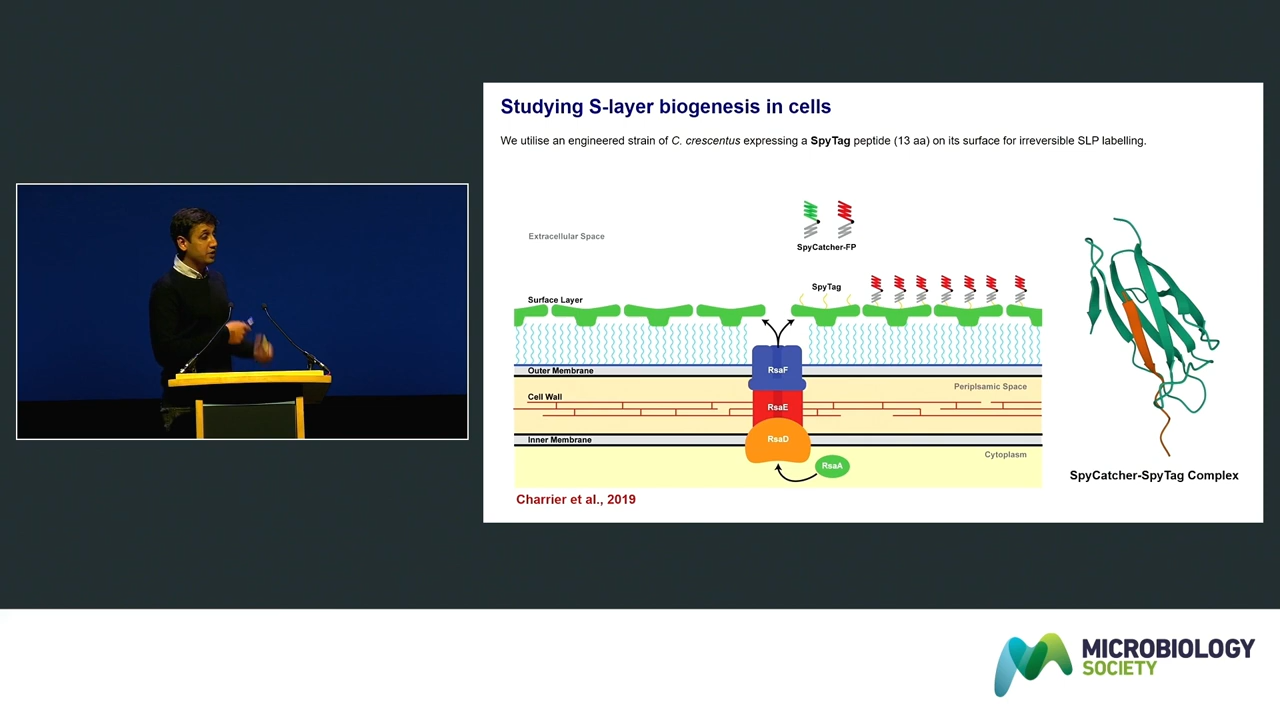 Studying S-layer biogenesis in cells
We utilise an engineered strain of C. crescentus expressing a SpyTag peptide (13 aa) on its surface for irreversible SLP labelling.
Extracellular Space
SpyCatcher-FP
SpyTag
Surface Layer
RsaF
Outer Membrane
Periplsamic Space
Cell Wall
RsaE
Inner Membrane
RsaD
Cytoplasm
RsaA
SpyCatcher-SpyTag Complex
Charrier et al., 2019
MICROBIOLOGY
SOCIETY